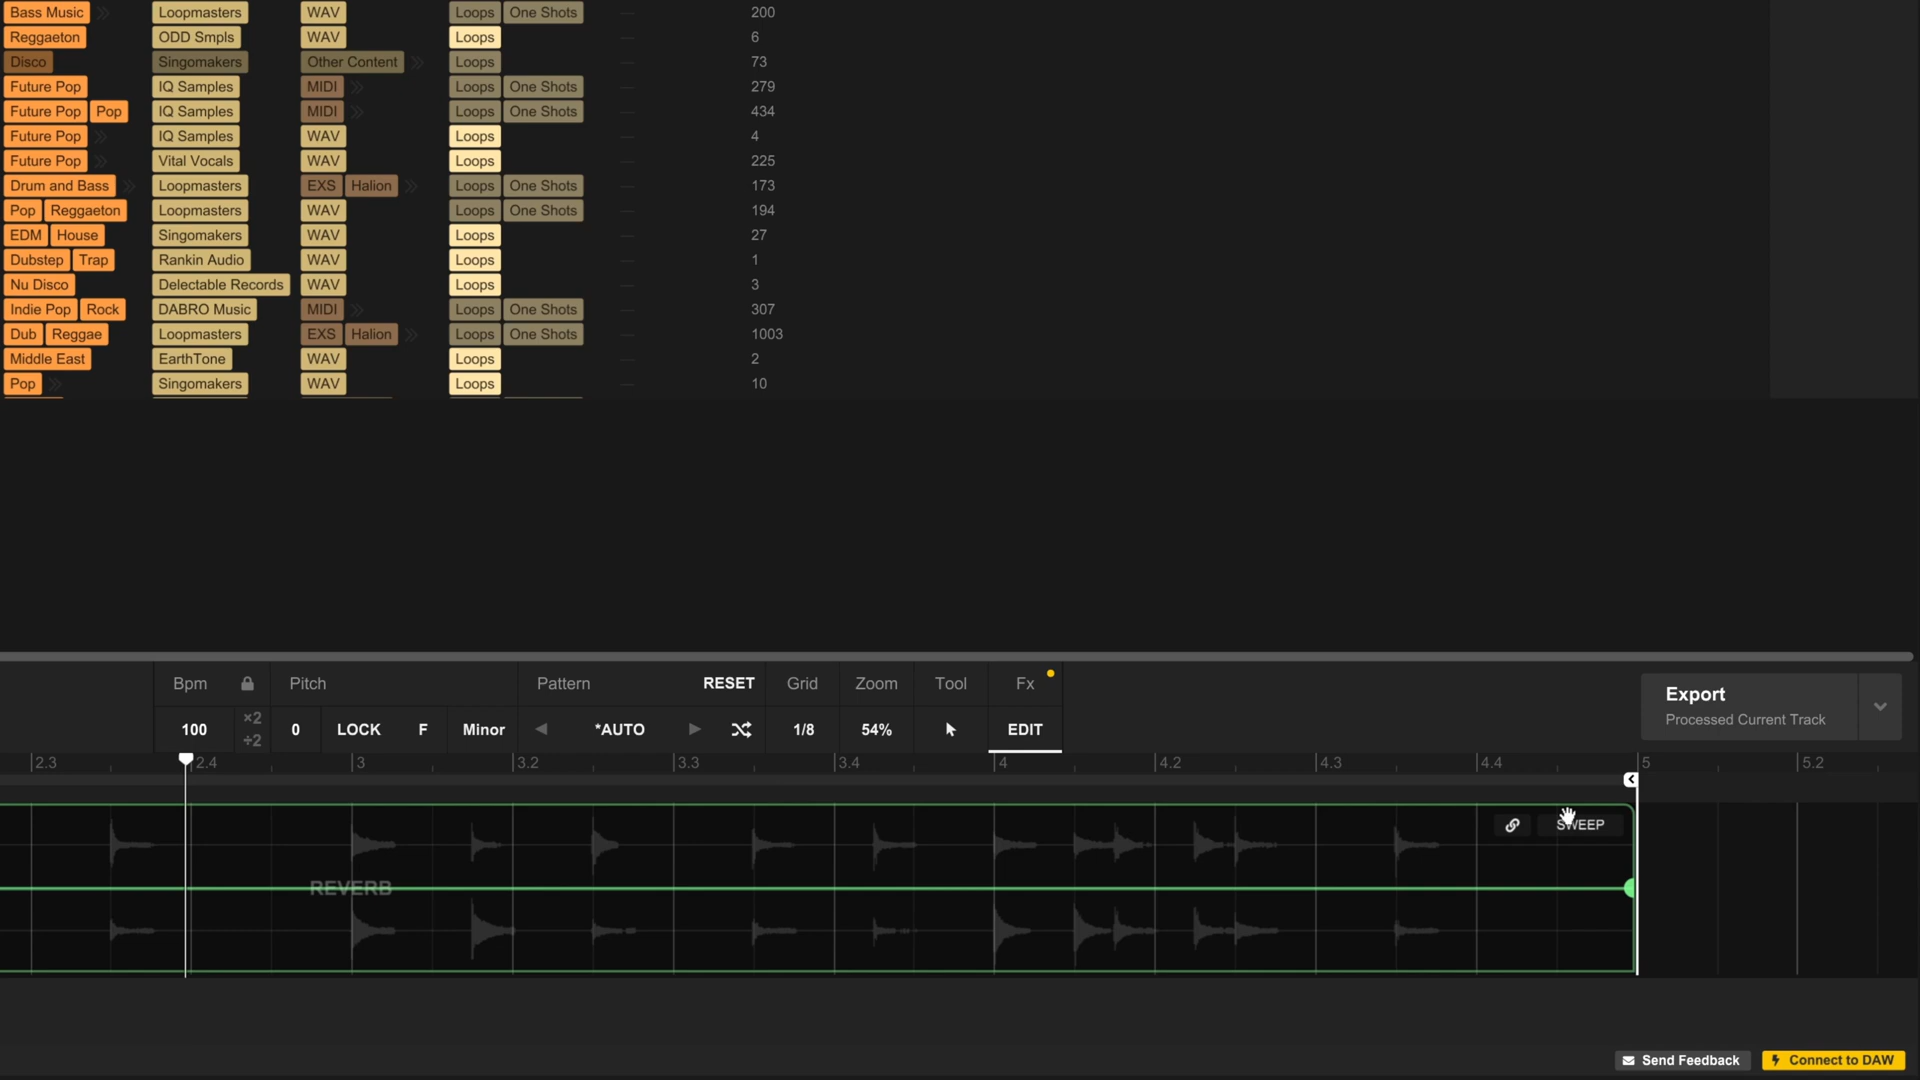 Bass Music Loopmasters WAV Loops One Shots 200
Reggaeton ODD Smpls WAV Loops 6
Disco Singomakers Other Content Loops 73
Future Pop IQ Samples MIDI Loops One Shots 279
Future Pop Pop IQ Samples MIDI Loops One Shots 434
Future Pop IQ Samples WAV Loops 4
Future Pop Vital Vocals WAV Loops 225
Drum and Bass Loopmasters EXS Halion Loops One Shots 173
Pop Reggaeton Loopmasters WAV Loops One Shots 194
EDM House Singomakers WAV Loops 27
Dubstep Trap Rankin Audio WAV Loops 1
Nu Disco Delectable Records WAV Loops 3
Indie Pop Rock DABRO Music MIDI Loops One Shots 307
Dub Reggae Loopmasters EXS Halion Loops One Shots 1003
Middle East EarthTone WAV Loops 2
Pop Singomakers WAV Loops 10
Bpm Pitch Pattern RESET Grid Zoom Tool Fx
Export
Processed Current Track
100 ×2 ÷2 0 LOCK F Minor *AUTO 1/8 54% EDIT
2.3 2.4 3 3.2 3.3 3.4 4 4.2 4.3 4.4 5 5.2
SWEEP
REVERB
Send Feedback Connect to DAW